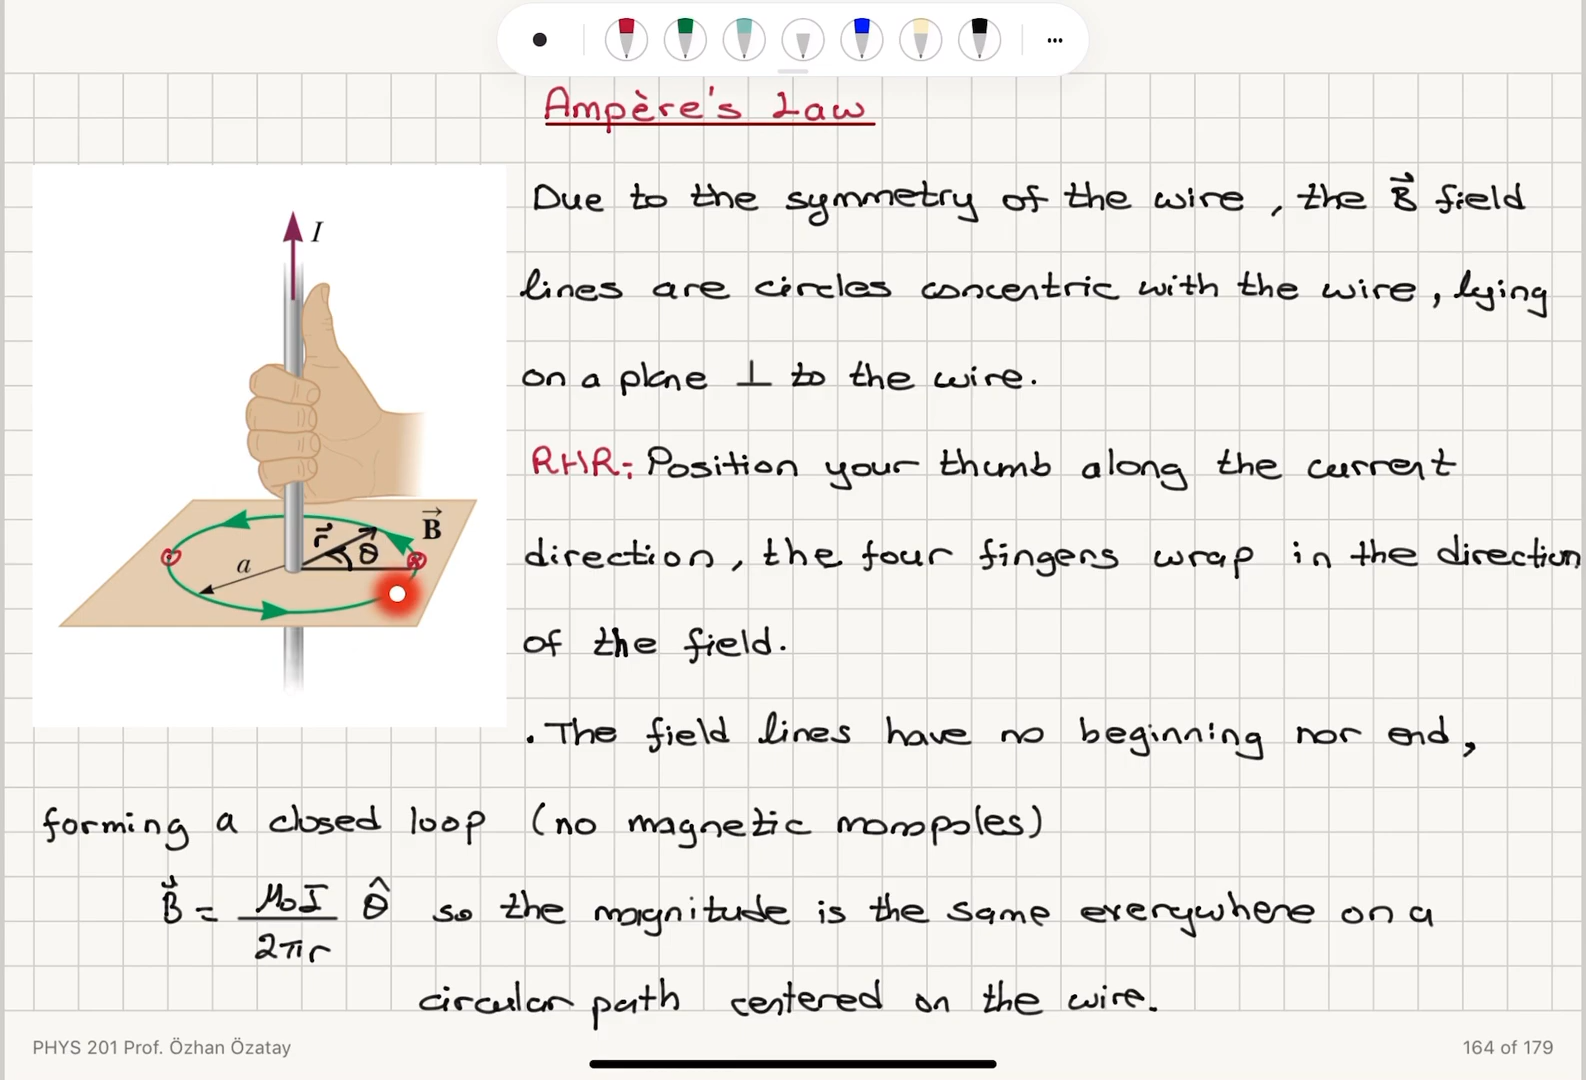 Ampère's Law
Due to the symmetry of the wire, the B⃗ field
lines are circles concentric with the wire, lying
on a plane ⊥ to the wire.
RHR: Position your thumb along the current
direction, the four fingers wrap in the direction
of the field.
. The field lines have no beginning nor end,
forming a closed loop (no magnetic monopoles)
B⃗ = μ₀I / 2πr θ̂ so the magnitude is the same everywhere on a
circular path centered on the wire.
I
B⃗
r⃗ θ
a
PHYS 201 Prof. Özhan Özatay
164 of 179